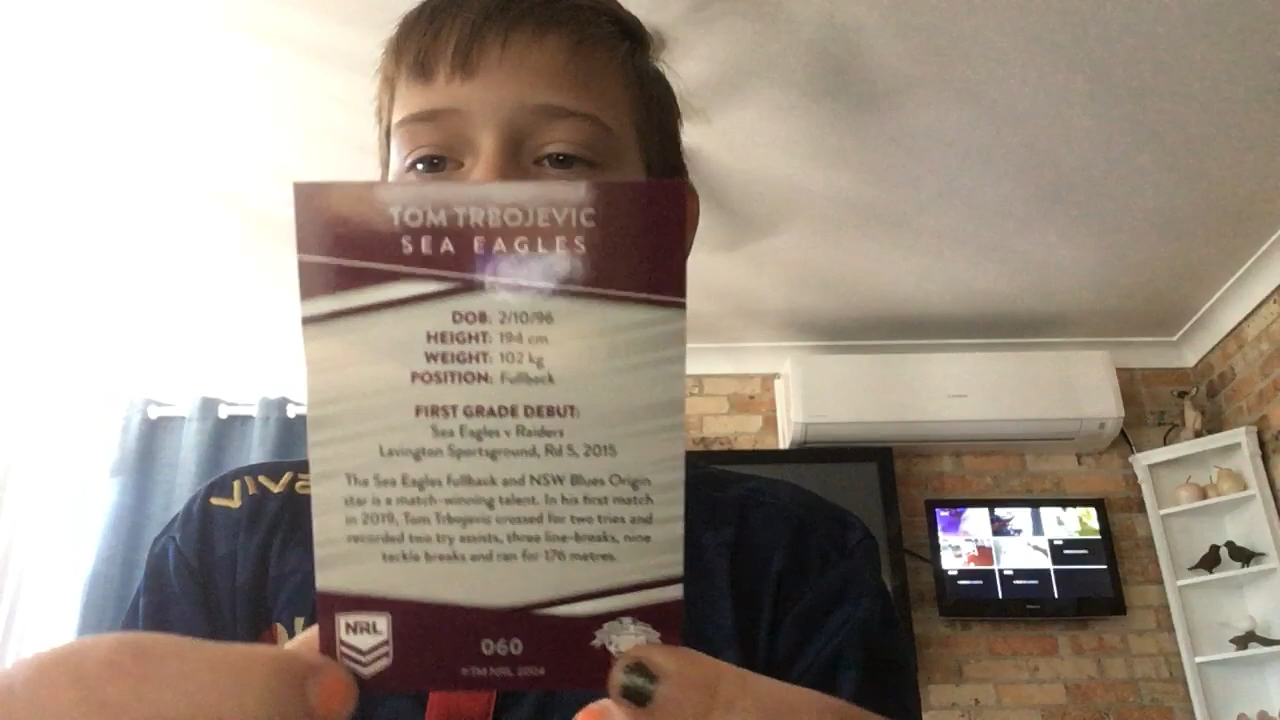 TOM TRBOJEVIC
SEA EAGLES
DOB: 2/10/96
HEIGHT: 194 cm
WEIGHT: 102 kg
POSITION: Fullback
FIRST GRADE DEBUT:
Sea Eagles v Raiders
Lavington Sportsground, Rd 5, 2015
The Sea Eagles fullback and NSW Blues Origin
star is a match-winning talent. In his first match
in 2019, Tom Trbojevic crossed for two tries and
recorded two try assists, three line-breaks, nine
tackle breaks and ran for 176 metres.
NRL
060
©TM NRL
viva